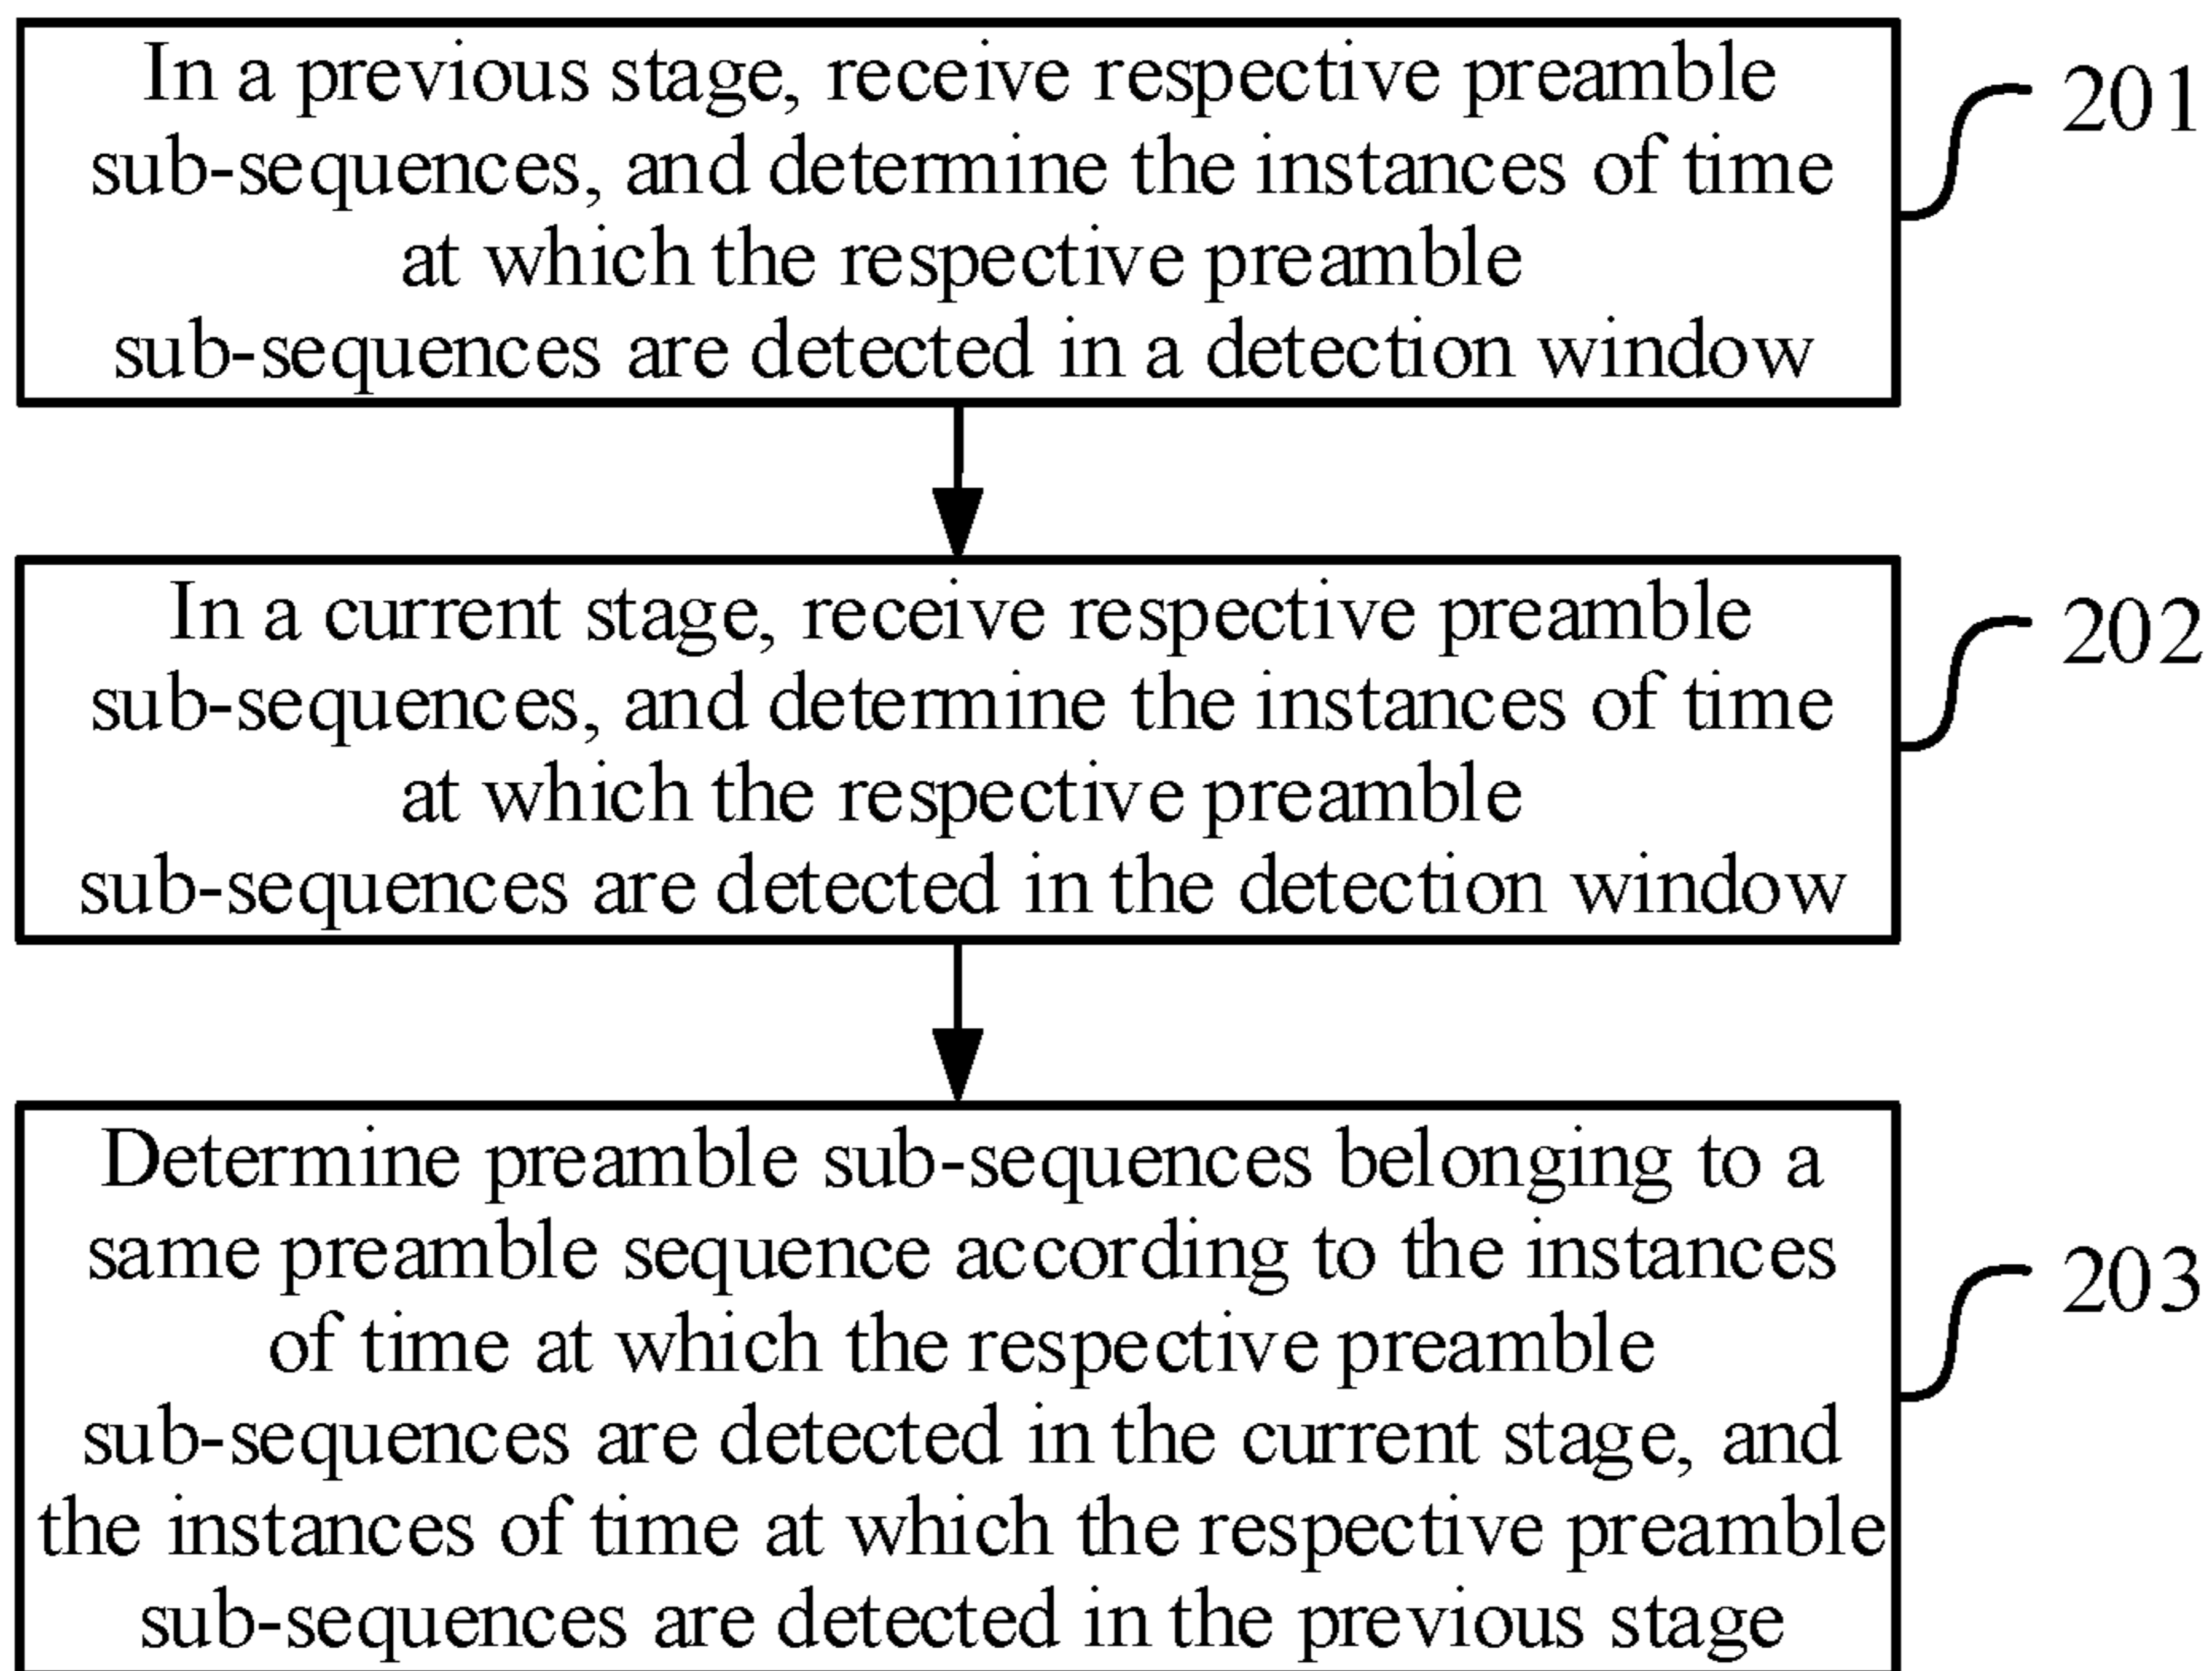 In a previous stage, receive respective preamble
sub-sequences, and determine the instances of time
at which the respective preamble
sub-sequences are detected in a detection window
201
In a current stage, receive respective preamble
sub-sequences, and determine the instances of time
at which the respective preamble
sub-sequences are detected in the detection window
202
Determine preamble sub-sequences belonging to a
same preamble sequence according to the instances
of time at which the respective preamble
sub-sequences are detected in the current stage, and
the instances of time at which the respective preamble
sub-sequences are detected in the previous stage
203